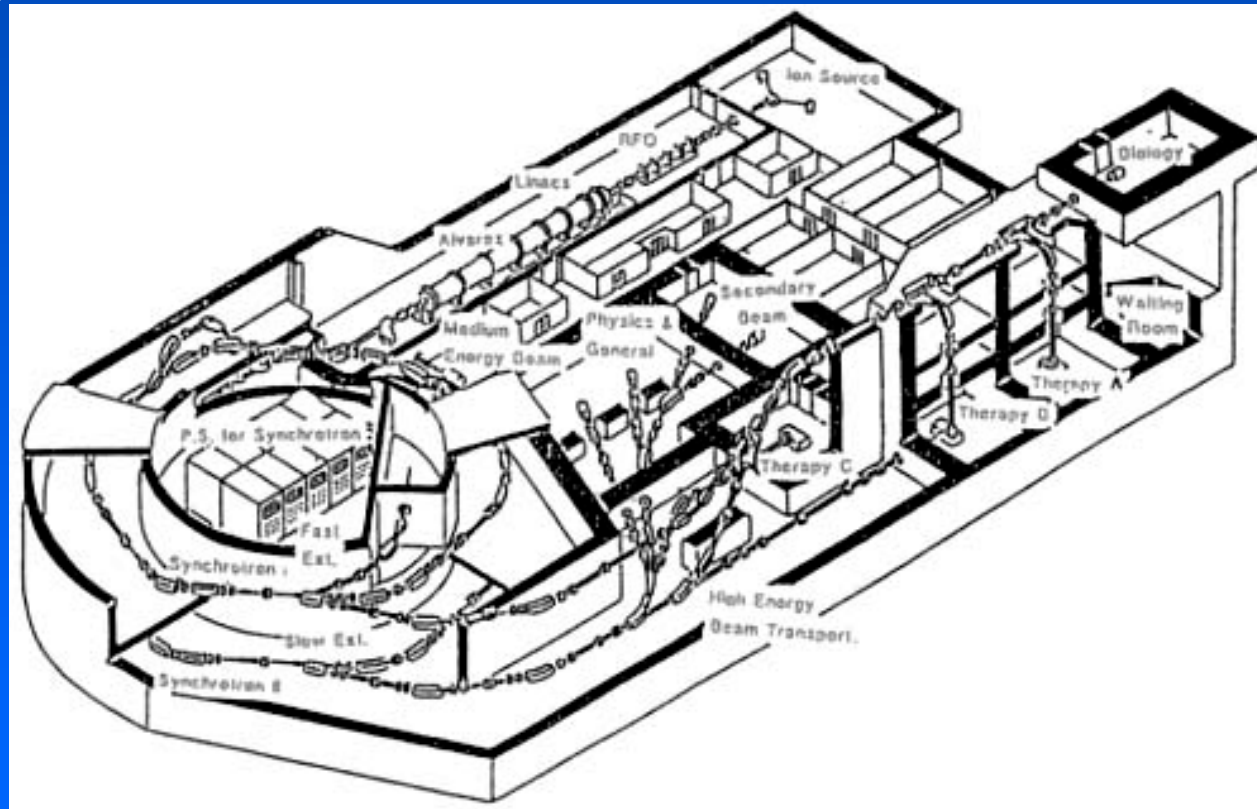 Ion Source
RFQ
Linacs
Alvarez
Biology
Secondary
Beam
Waiting
Room
Medium
Energy Beam
Physics &
General
Therapy A
Therapy B
Therapy C
P.S. for Synchrotron
Fast
Ext.
Synchrotron
Slow Ext.
Synchrotron B
High Energy
Beam Transport.